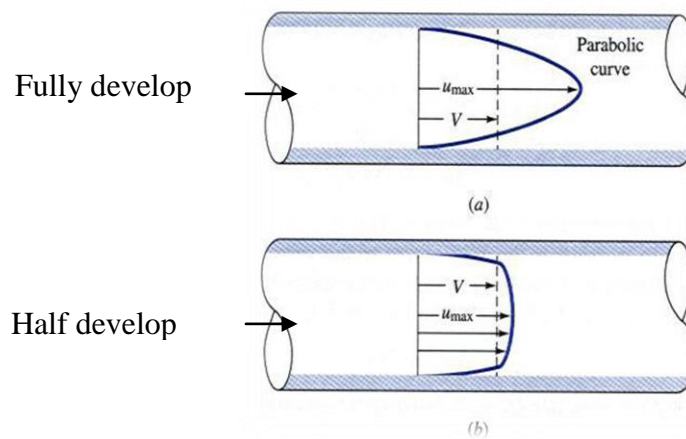 Parabolic
curve
Fully develop
u_max
V
(a)
V
Half develop
u_max
(b)